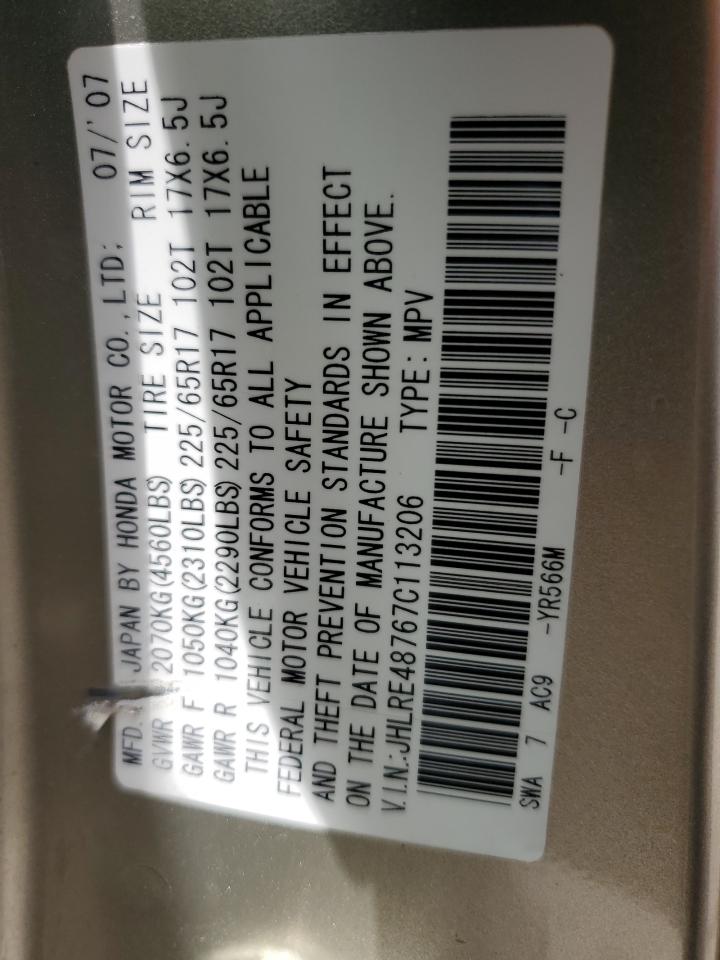 MFD. JAPAN BY HONDA MOTOR CO.,LTD; 07/'07
GVWR 2070KG(4560LBS) TIRE SIZE RIM SIZE
GAWR F 1050KG(2310LBS) 225/65R17 102T 17X6.5J
GAWR R 1040KG(2290LBS) 225/65R17 102T 17X6.5J
THIS VEHICLE CONFORMS TO ALL APPLICABLE
FEDERAL MOTOR VEHICLE SAFETY
AND THEFT PREVENTION STANDARDS IN EFFECT
ON THE DATE OF MANUFACTURE SHOWN ABOVE.
V.I.N.:JHLRE48767C113206 TYPE:MPV
SWA 7 AC9 -YR566M -F -C